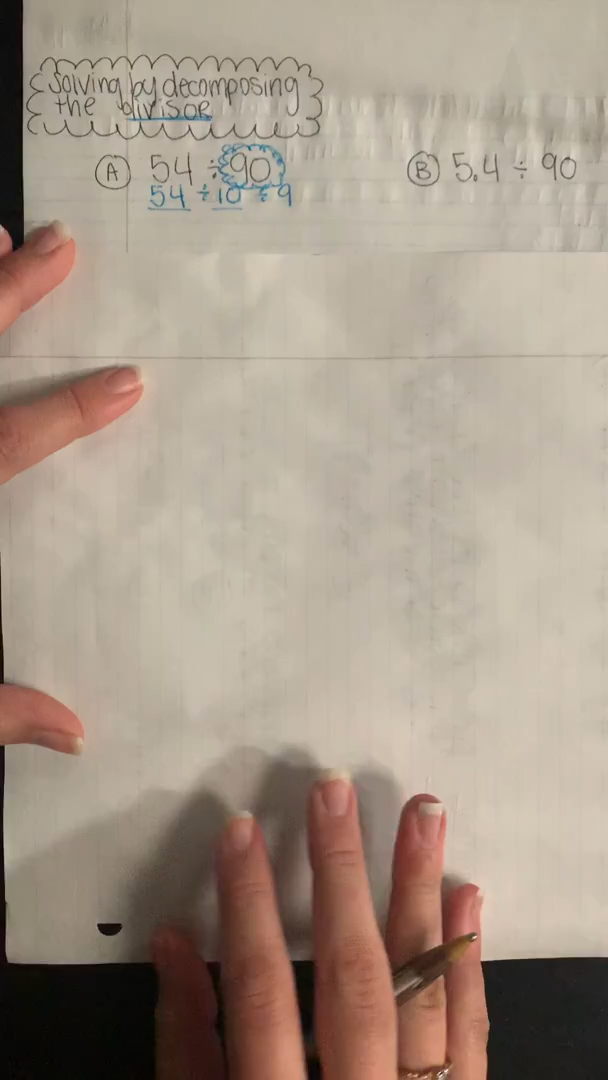 Solving by decomposing
the divisor
Ⓐ 54 ÷ 90
54 ÷ 10 ÷ 9
Ⓑ 5.4 ÷ 90